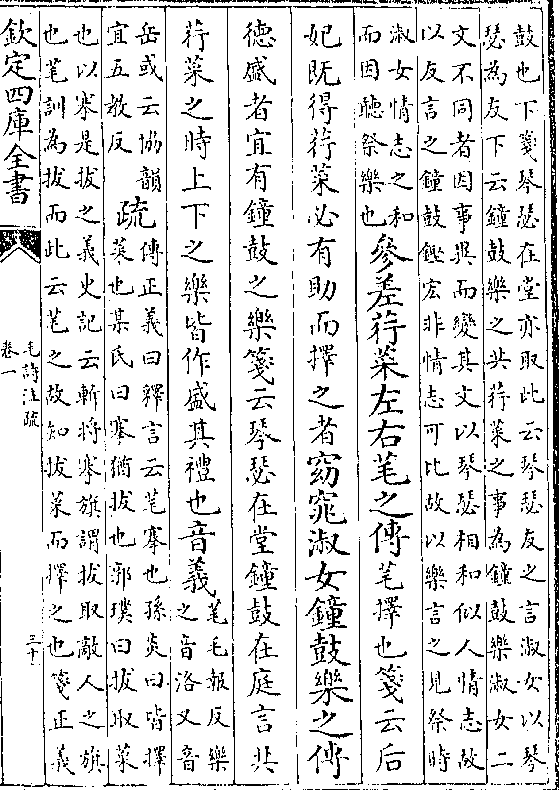 鼓也下箋琴瑟在堂亦取此云琴瑟友之言淑女以琴
瑟為友下云鐘鼓樂之共荇菜之事為鐘鼓樂淑女二
文不同者因事異而變其文以琴瑟相和似人情志故
以友言之鐘鼓鏗宏非情志可比故以樂言之見祭時
淑女情志之和
而因聽祭樂也
參差荇菜左右芼之傳芼擇也箋云后
妃既得荇菜必有助而擇之者窈窕淑女鐘鼓樂之傳
德盛者宜有鐘鼓之樂箋云琴瑟在堂鐘鼓在庭言共
荇菜之時上下之樂皆作盛其禮也音義
芼毛報反樂
之音洛又音
岳或云協韻
宜五教反
疏
傳正義曰釋言云芼搴也孫炎曰皆擇
菜也某氏曰搴猶拔也郭璞曰拔取菜
也以搴是拔之義史記云斬將搴旗謂拔取敵人之旗
也芼訓為拔而此云芼之故知拔菜而擇之也箋正義
欽定四庫全書
毛詩注疏
卷一
三十